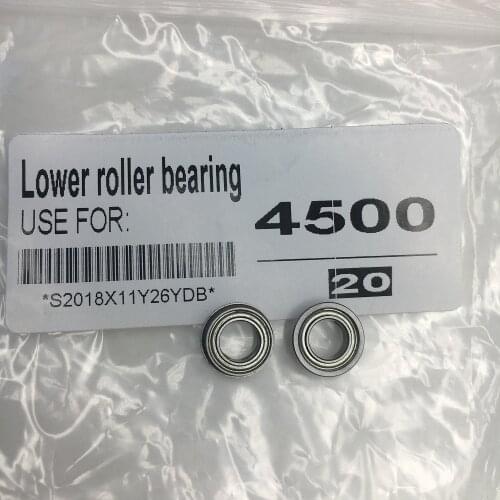 Lower roller bearing
USE FOR:
4500
20
*S2018X11Y26YDB*